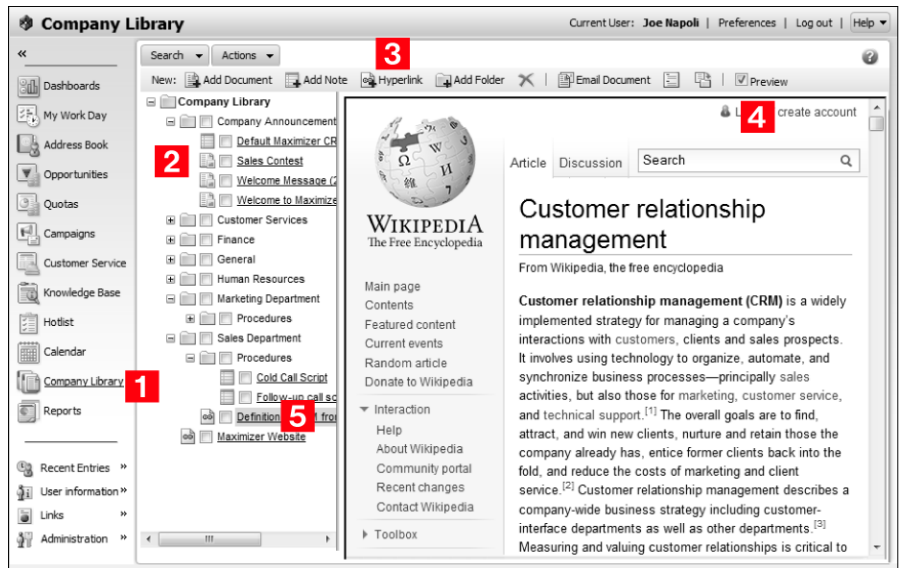 Company Library
Current User: Joe Napoli | Preferences | Log out | Help
«
Search
Actions
3
?
New: Add Document Add Note Hyperlink Add Folder | Email Document | Preview
Dashboards
My Work Day
Address Book
Opportunities
Quotas
Campaigns
Customer Service
Knowledge Base
Hotlist
Calendar
Company Library
1
Reports
Recent Entries »
User information »
Links »
Administration »
Company Library
Company Announcement
Default Maximizer CR
2
Sales Contest
Welcome Message (2
Welcome to Maximize
Customer Services
Finance
General
Human Resources
Marketing Department
Procedures
Sales Department
Procedures
Cold Call Script
Follow-up call sc
5
Definition
Maximizer Website
4
create account
Article Discussion Search
WIKIPEDIA
The Free Encyclopedia
Main page
Contents
Featured content
Current events
Random article
Donate to Wikipedia
Interaction
Help
About Wikipedia
Community portal
Recent changes
Contact Wikipedia
Toolbox
Customer relationship
management
From Wikipedia, the free encyclopedia
Customer relationship management (CRM) is a widely
implemented strategy for managing a company's
interactions with customers, clients and sales prospects.
It involves using technology to organize, automate, and
synchronize business processes—principally sales
activities, but also those for marketing, customer service,
and technical support.[1] The overall goals are to find,
attract, and win new clients, nurture and retain those the
company already has, entice former clients back into the
fold, and reduce the costs of marketing and client
service.[2] Customer relationship management describes a
company-wide business strategy including customer-
interface departments as well as other departments.[3]
Measuring and valuing customer relationships is critical to